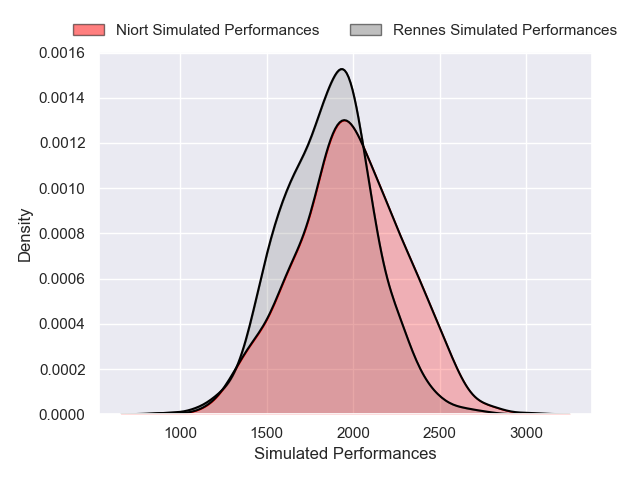 Niort Simulated Performances Rennes Simulated Performances
0.0016
0.0014
0.0012
0.0010
0.0008
0.0006
0.0004
0.0002
0.0000
Density
1000 1500 2000 2500 3000
Simulated Performances